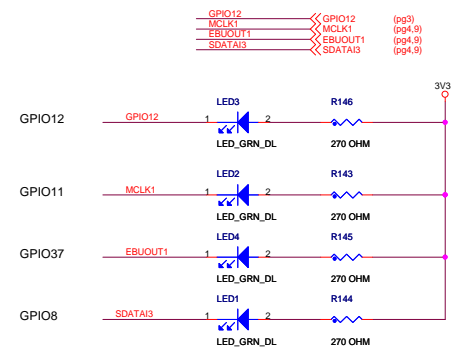 GPIO12 GPIO12 (pg3)
MCLK1 MCLK1 (pg4,9)
EBUOUT1 EBUOUT1 (pg4,9)
SDATAI3 SDATAI3 (pg4,9)
3V3
LED3 R146
GPIO12 GPIO12 1 2
LED_GRN_DL 270 OHM
LED2 R143
GPIO11 MCLK1 1 2
LED_GRN_DL 270 OHM
LED4 R145
GPIO37 EBUOUT1 1 2
LED_GRN_DL 270 OHM
LED1 R144
GPIO8 SDATAI3 1 2
LED_GRN_DL 270 OHM